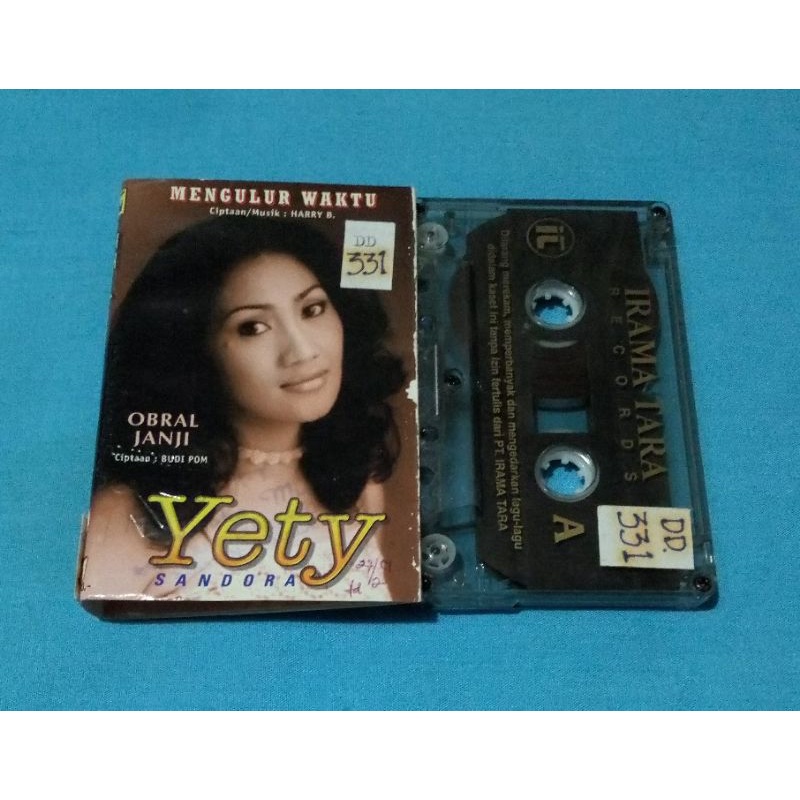 MENGULUR WAKTU
Ciptaan/Musik : HARRY B.
DD
331
OBRAL
JANJI
Ciptaan : BUDI POM
Yety
SANDORA
it
IRAMA TARA
RECORDS
Dilarang merekam, memperbanyak dan mengedarkan lagu-lagu
didalam kaset ini tanpa izin tertulis dari PT. IRAMA TARA
A
DD.
331